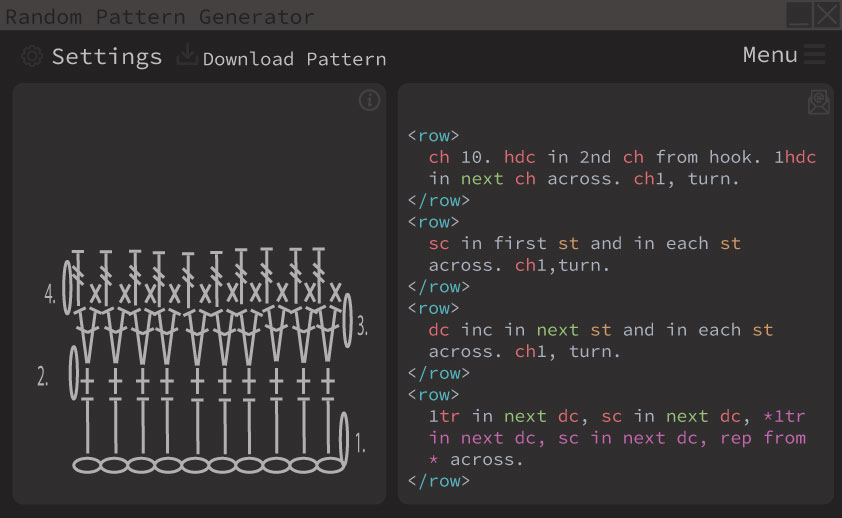 Random Pattern Generator
Settings
Download Pattern
Menu
4.
3.
2.
1.
<row>
ch 10. hdc in 2nd ch from hook. 1hdc
in next ch across. ch1, turn.
</row>
<row>
sc in first st and in each st
across. ch1,turn.
</row>
<row>
dc inc in next st and in each st
across. ch1, turn.
</row>
<row>
1tr in next dc, sc in next dc, *1tr
in next dc, sc in next dc, rep from
* across.
</row>